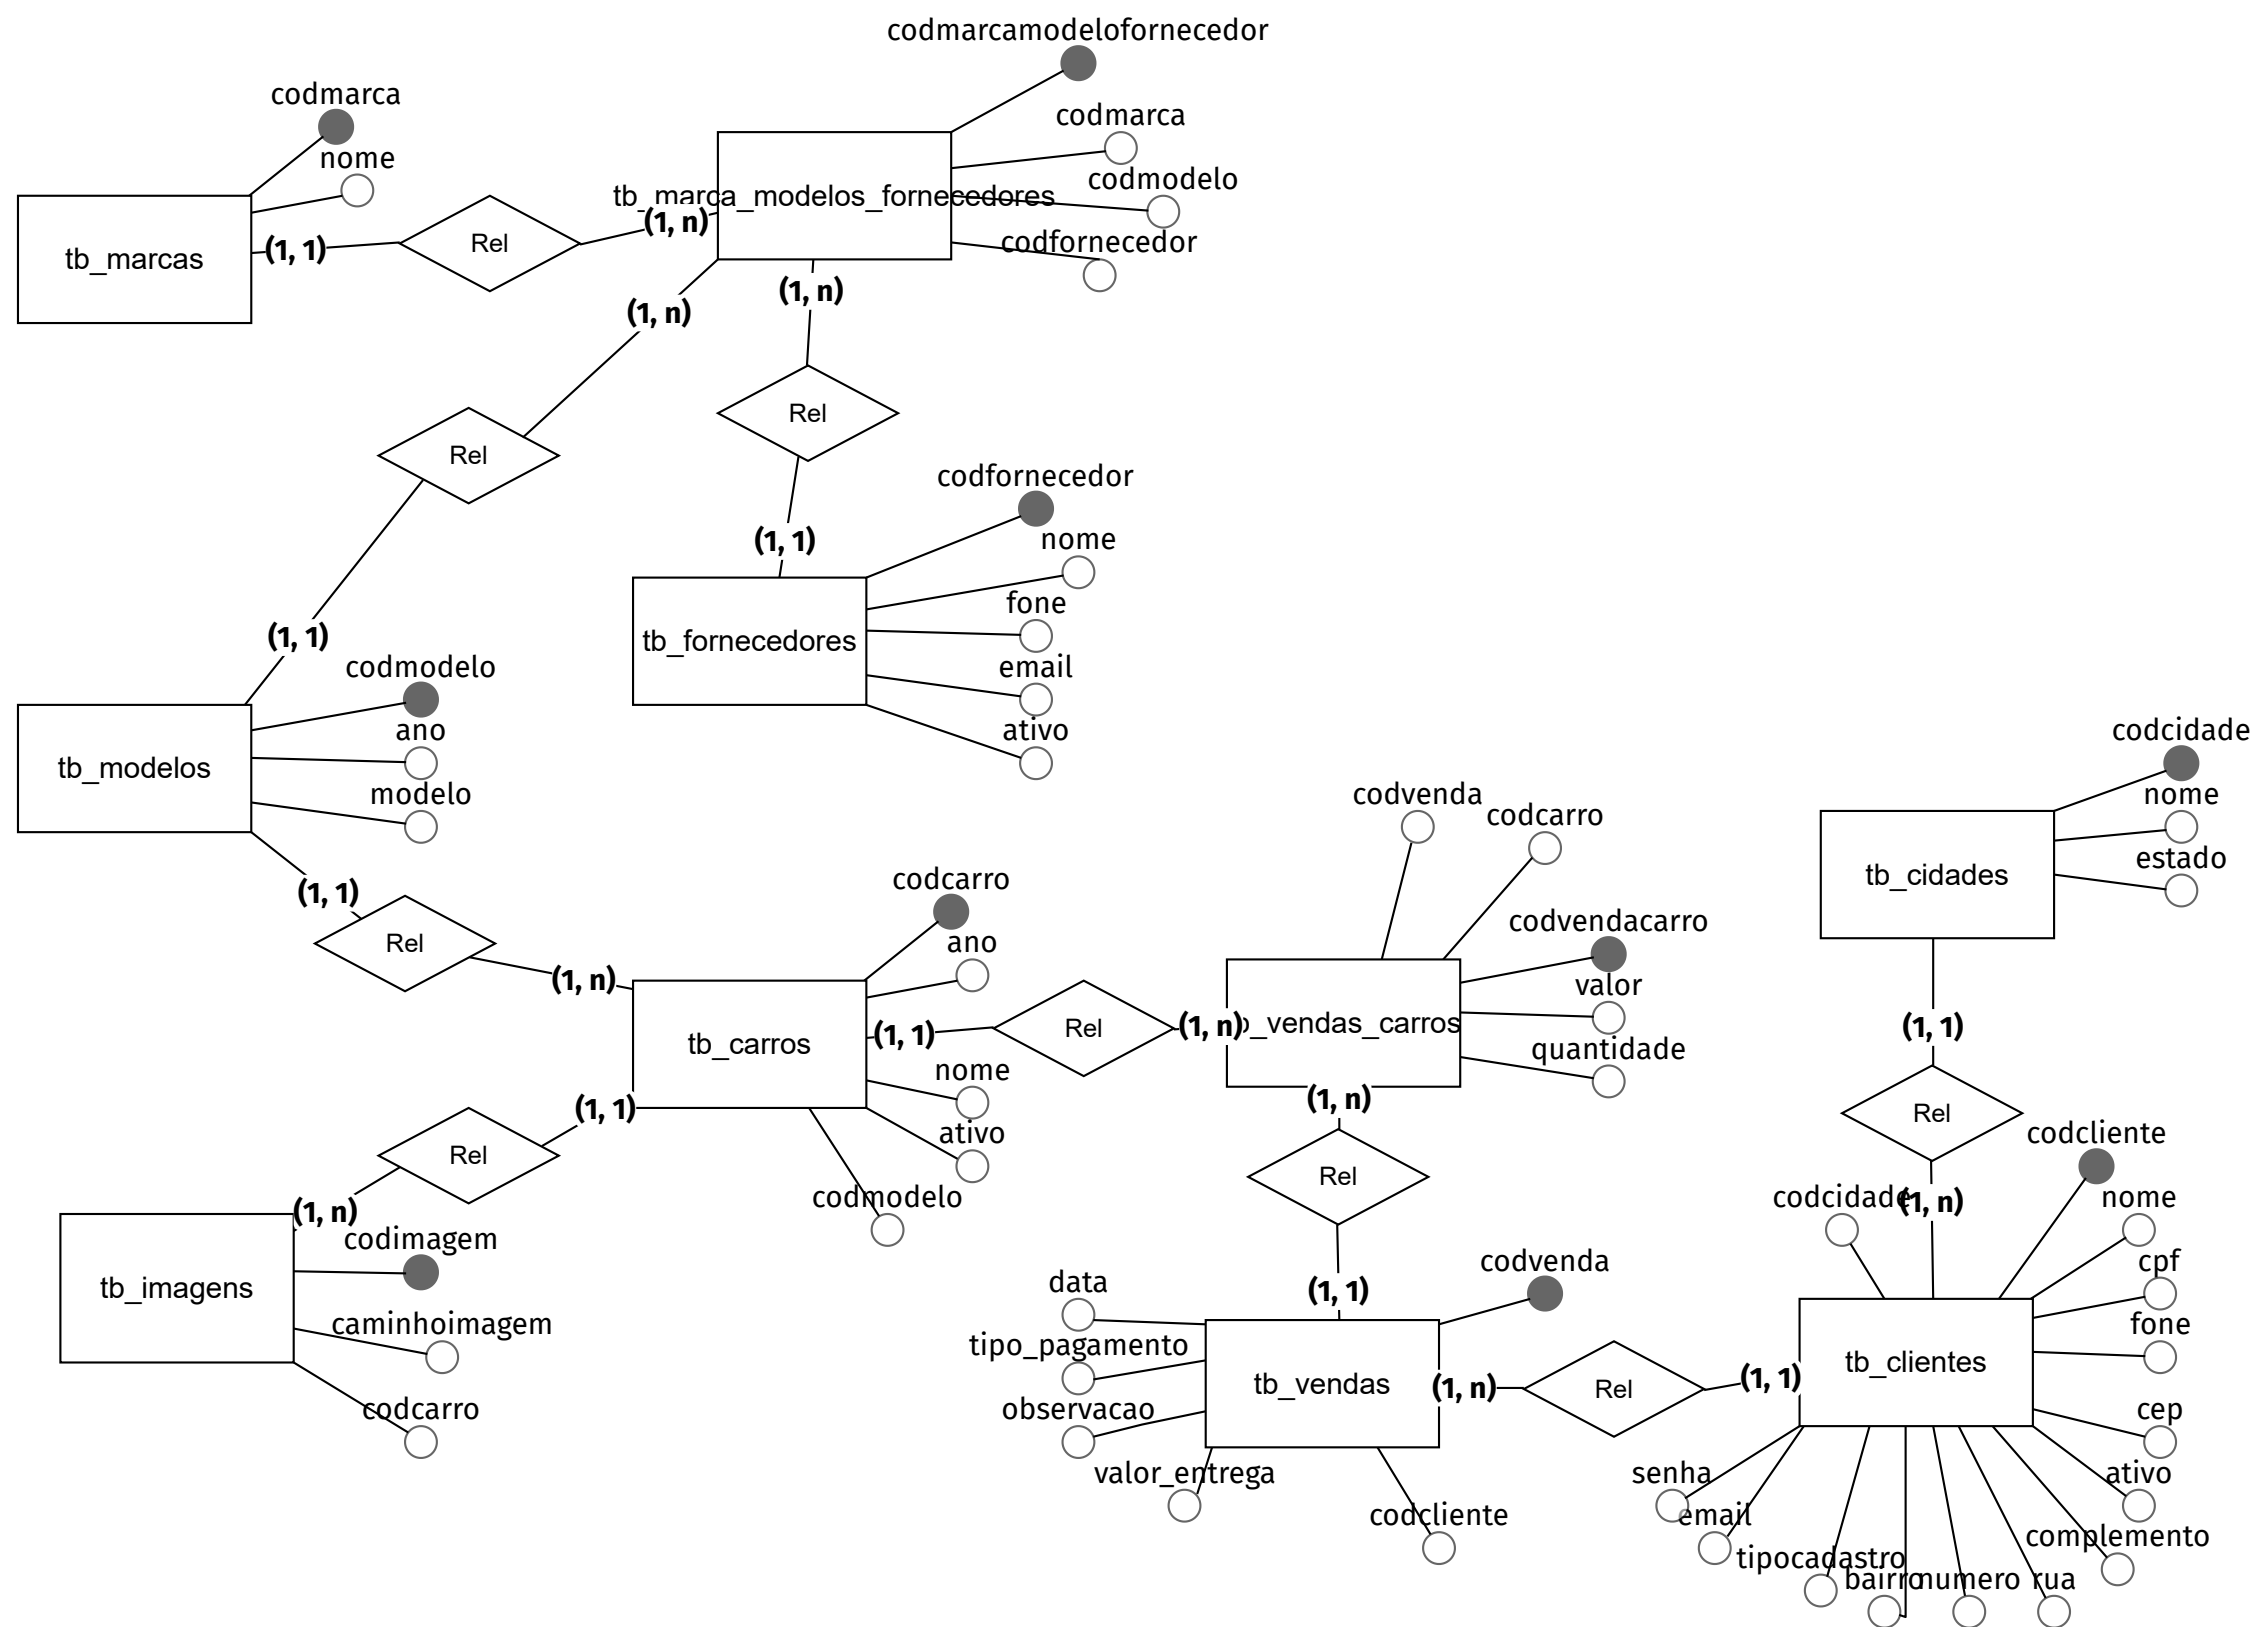 codmarcamodelofornecedor
codmarca
nome
codmarca
codmodelo
codfornecedor
tb_marca_modelos_fornecedores
tb_marcas
(1, 1)
Rel
(1, n)
(1, n)
(1, n)
Rel
Rel
(1, 1)
(1, 1)
codfornecedor
nome
fone
email
ativo
tb_fornecedores
codmodelo
ano
modelo
tb_modelos
(1, 1)
Rel
(1, n)
codcarro
ano
nome
ativo
codmodelo
tb_carros
(1, 1)
Rel
(1, n)
codvenda
codcarro
codvendacarro
valor
quantidade
_vendas_carros
codcidade
nome
estado
tb_cidades
(1, 1)
Rel
(1, n)
(1, 1)
Rel
(1, n)
codimagem
caminhoimagem
codcarro
tb_imagens
(1, n)
Rel
(1, 1)
data
tipo_pagamento
observacao
valor_entrega
codcliente
codvenda
tb_vendas
(1, n)
Rel
(1, 1)
codcidade
codcliente
nome
cpf
fone
tb_clientes
cep
ativo
complemento
senha
email
tipocadastro
bairro
numero
rua